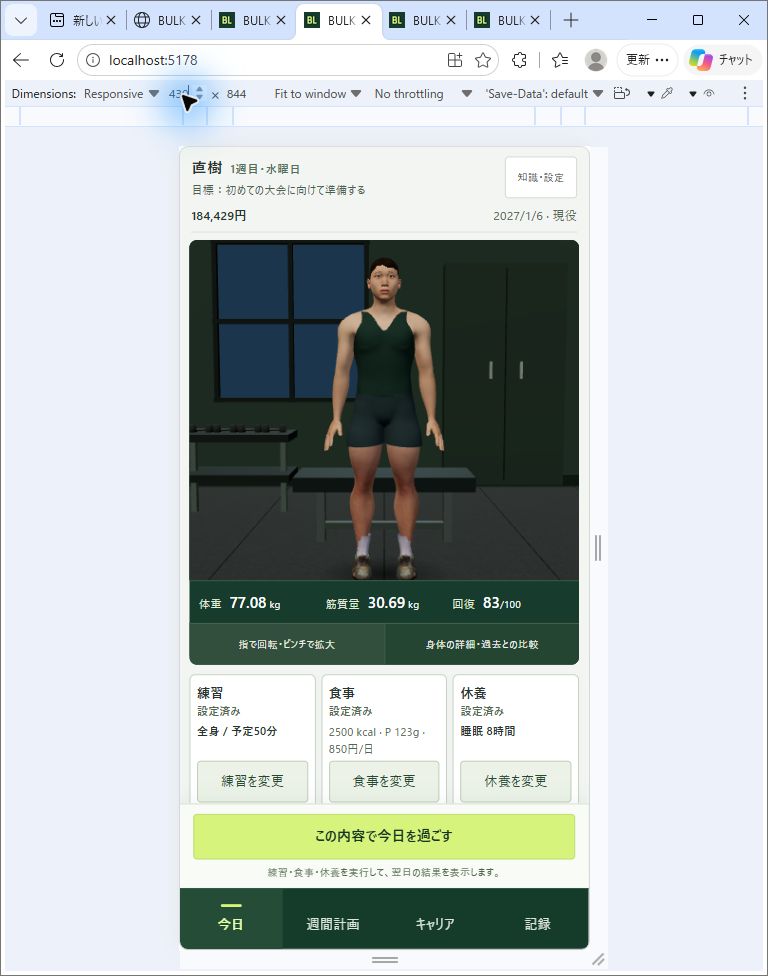 新しい
BULK
BL BULK
BL BULK
BL BULK
BL BULK
localhost:5178
更新
チャット
Dimensions: Responsive 430 × 844 Fit to window No throttling 'Save-Data': default
直樹 1週目・水曜日
目標：初めての大会に向けて準備する
知識・設定
184,429円
2027/1/6 · 現役
体重 77.08 kg 筋質量 30.69 kg 回復 83/100
指で回転・ピンチで拡大 身体の詳細・過去との比較
練習
設定済み
全身 / 予定50分
練習を変更
食事
設定済み
2500 kcal · P 123g ·
850円/日
食事を変更
休養
設定済み
睡眠 8時間
休養を変更
この内容で今日を過ごす
練習・食事・休養を実行して、翌日の結果を表示します。
今日 週間計画 キャリア 記録